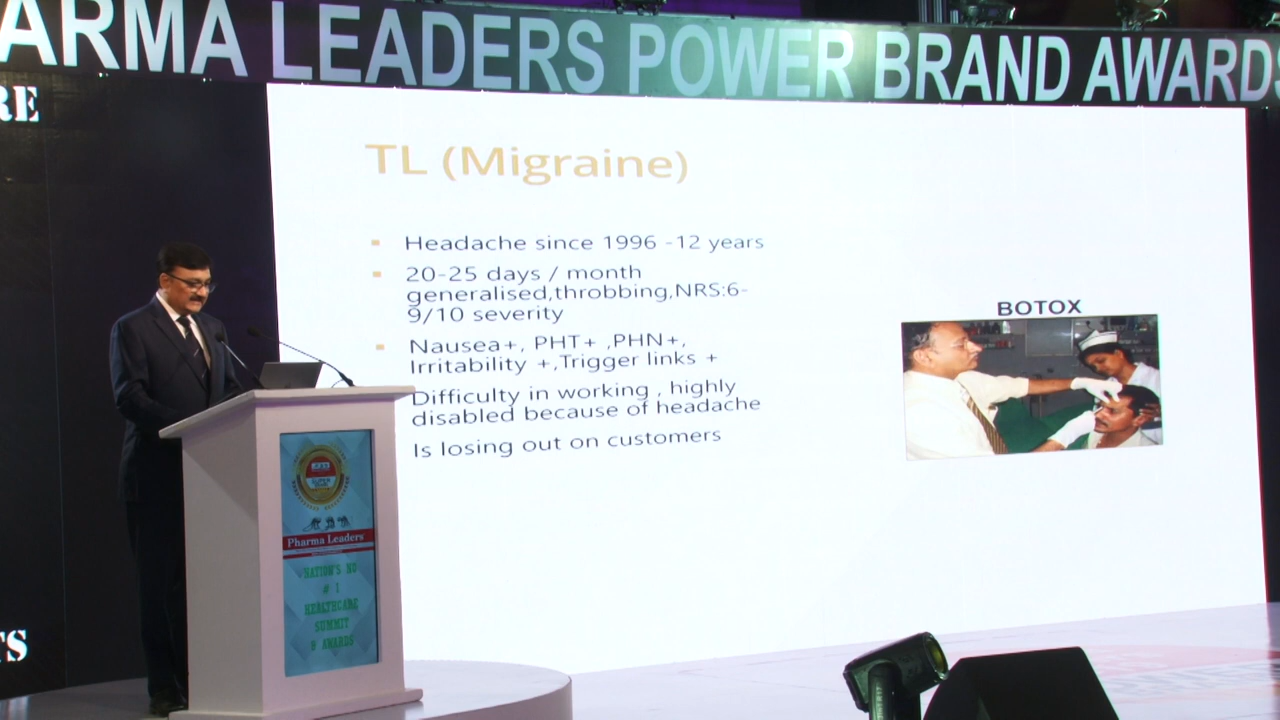 ARMA LEADERS POWER BRAND AWARDS
RE
TL (Migraine)
Headache since 1996 -12 years
20-25 days / month
generalised,throbbing,NRS:6-
9/10 severity
Nausea+, PHT+ ,PHN+,
Irritability +,Trigger links +
Difficulty in working , highly
disabled because of headache
Is losing out on customers
BOTOX
Pharma Leaders
NATION'S NO
# 1
HEALTHCARE
SUMMIT
& AWARDS
TS